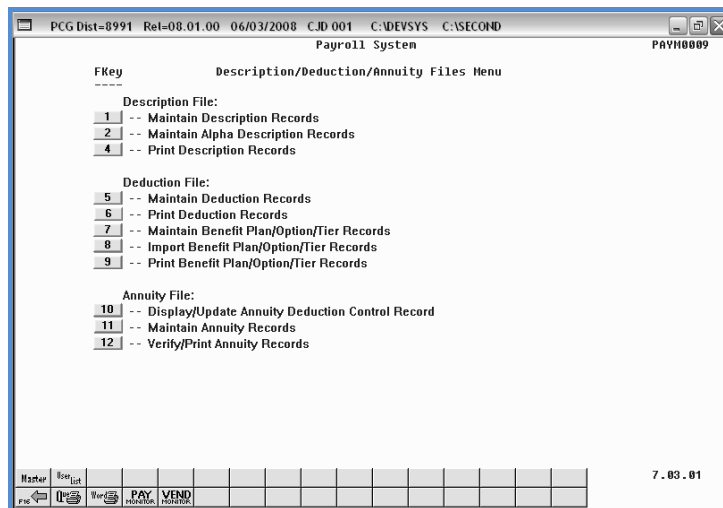 PCG Dist=8991 Rel=08.01.00 06/03/2008 CJD 001 C:\DEVSYS C:\SECOND
Payroll System PAYM0009
FKey Description/Deduction/Annuity Files Menu
----
Description File:
1 -- Maintain Description Records
2 -- Maintain Alpha Description Records
4 -- Print Description Records
Deduction File:
5 -- Maintain Deduction Records
6 -- Print Deduction Records
7 -- Maintain Benefit Plan/Option/Tier Records
8 -- Import Benefit Plan/Option/Tier Records
9 -- Print Benefit Plan/Option/Tier Records
Annuity File:
10 -- Display/Update Annuity Deduction Control Record
11 -- Maintain Annuity Records
12 -- Verify/Print Annuity Records
Master User List 7.03.01
F16 Que Word PAY MONITOR VEND MONITOR